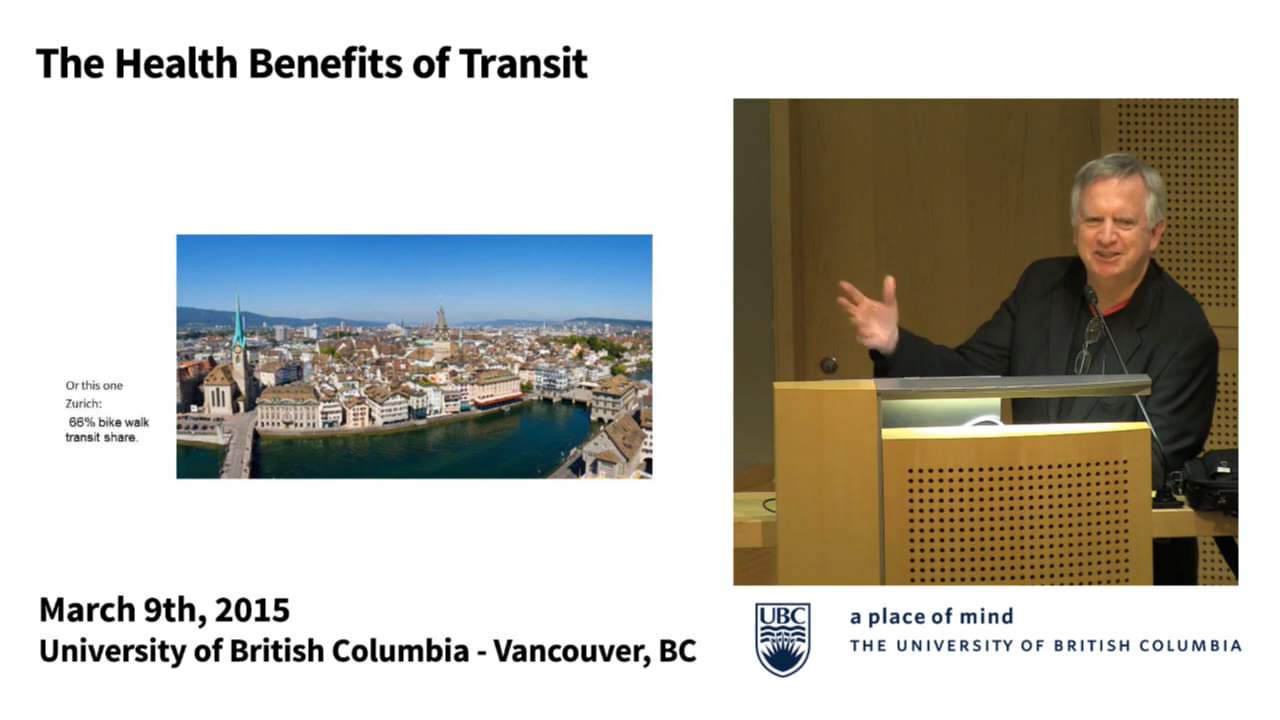 The Health Benefits of Transit
Or this one
Zurich:
66% bike walk
transit share.
March 9th, 2015
University of British Columbia - Vancouver, BC
UBC
a place of mind
THE UNIVERSITY OF BRITISH COLUMBIA